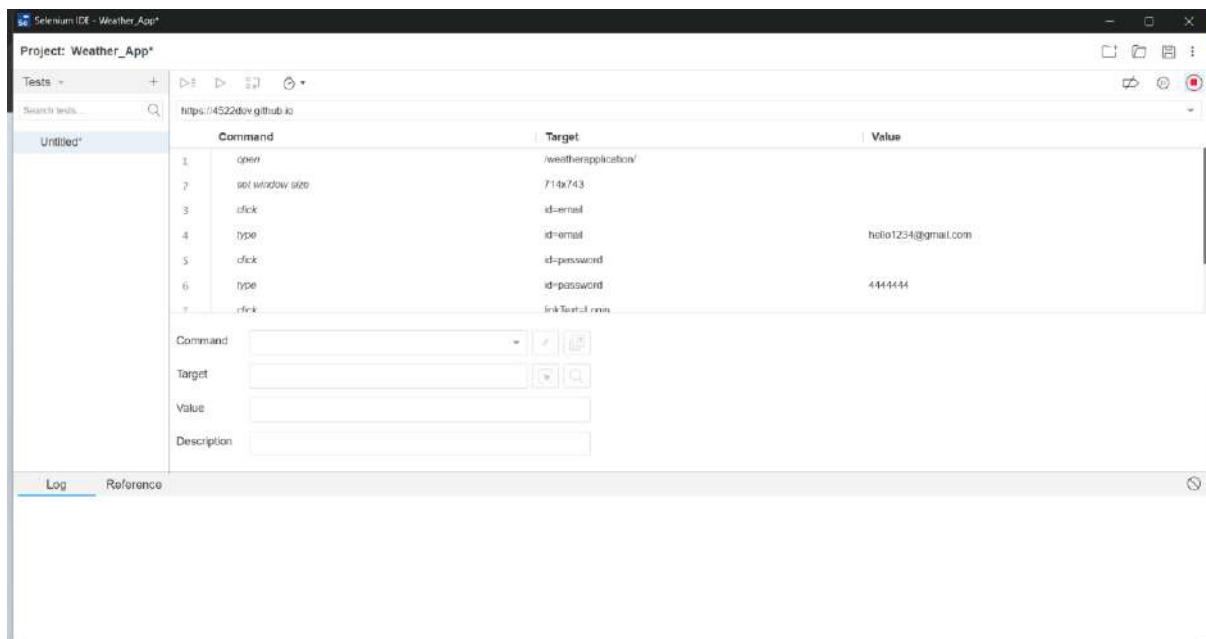 Selenium IDE - Weather_App*
Project: Weather_App*
Tests
Search tests...
https://4522dev.github.io
Untitled*
Command Target Value
1 open /weatherapplication/
2 set window size 714x743
3 click id=email
4 type id=email hello1234@gmail.com
5 click id=password
6 type id=password 4444444
7 click linkText=Login
Command
Target
Value
Description
Log Reference